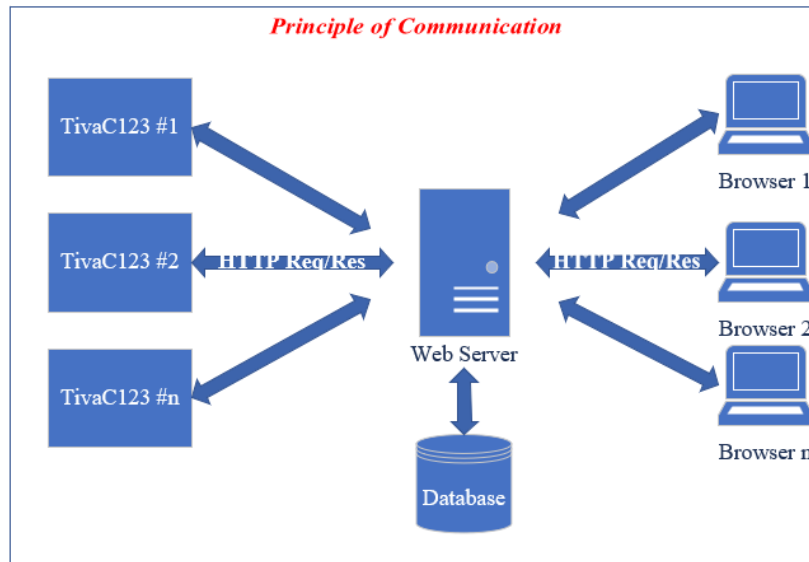 Principle of Communication
TivaC123 #1
Browser 1
TivaC123 #2
HTTP Req/Res
HTTP Req/Res
Browser 2
Web Server
TivaC123 #n
Browser n
Database